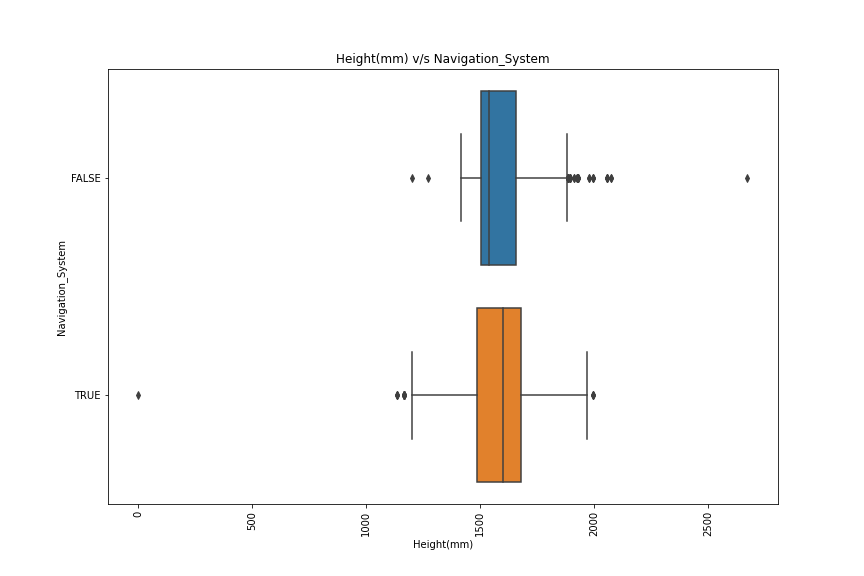 Height(mm) v/s Navigation_System
FALSE
Navigation_System
TRUE
0
500
1000
1500
2000
2500
Height(mm)